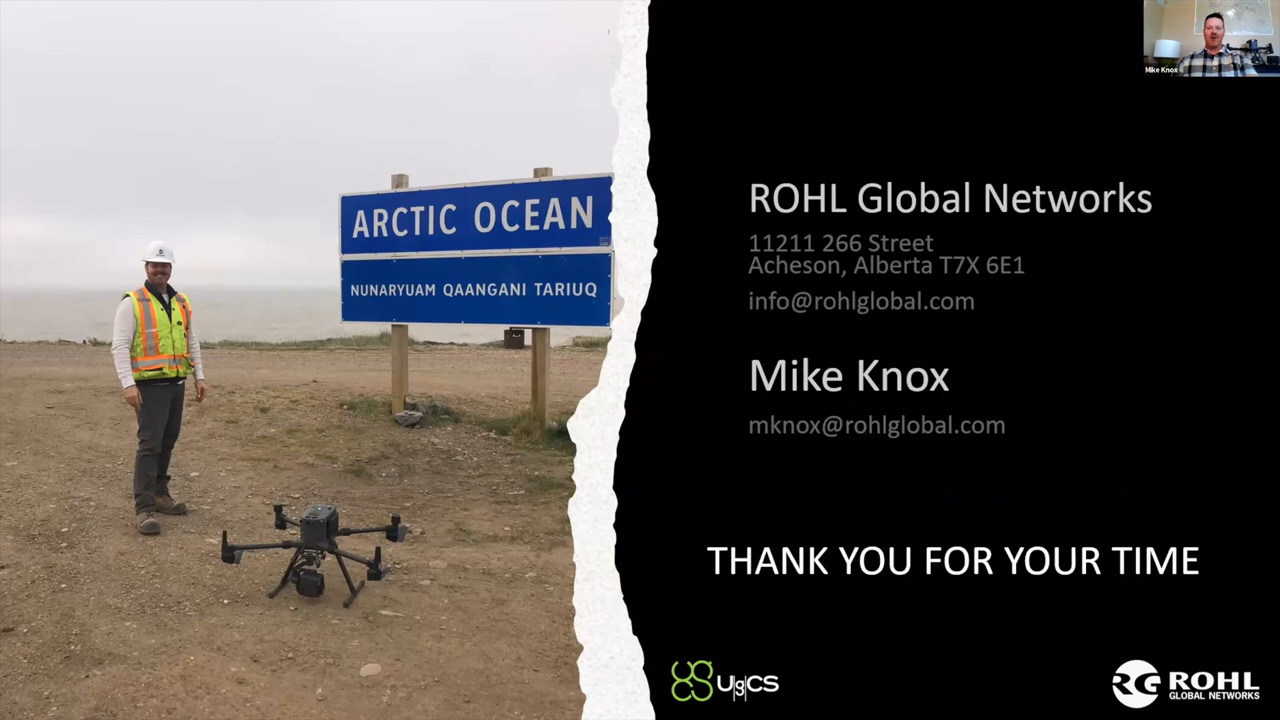 ARCTIC OCEAN
NUNARYUAM QAANGANI TARIUQ
Mike Knox
ROHL Global Networks
11211 266 Street
Acheson, Alberta T7X 6E1
info@rohlglobal.com
Mike Knox
mknox@rohlglobal.com
THANK YOU FOR YOUR TIME
UgCS
RG ROHL
GLOBAL NETWORKS